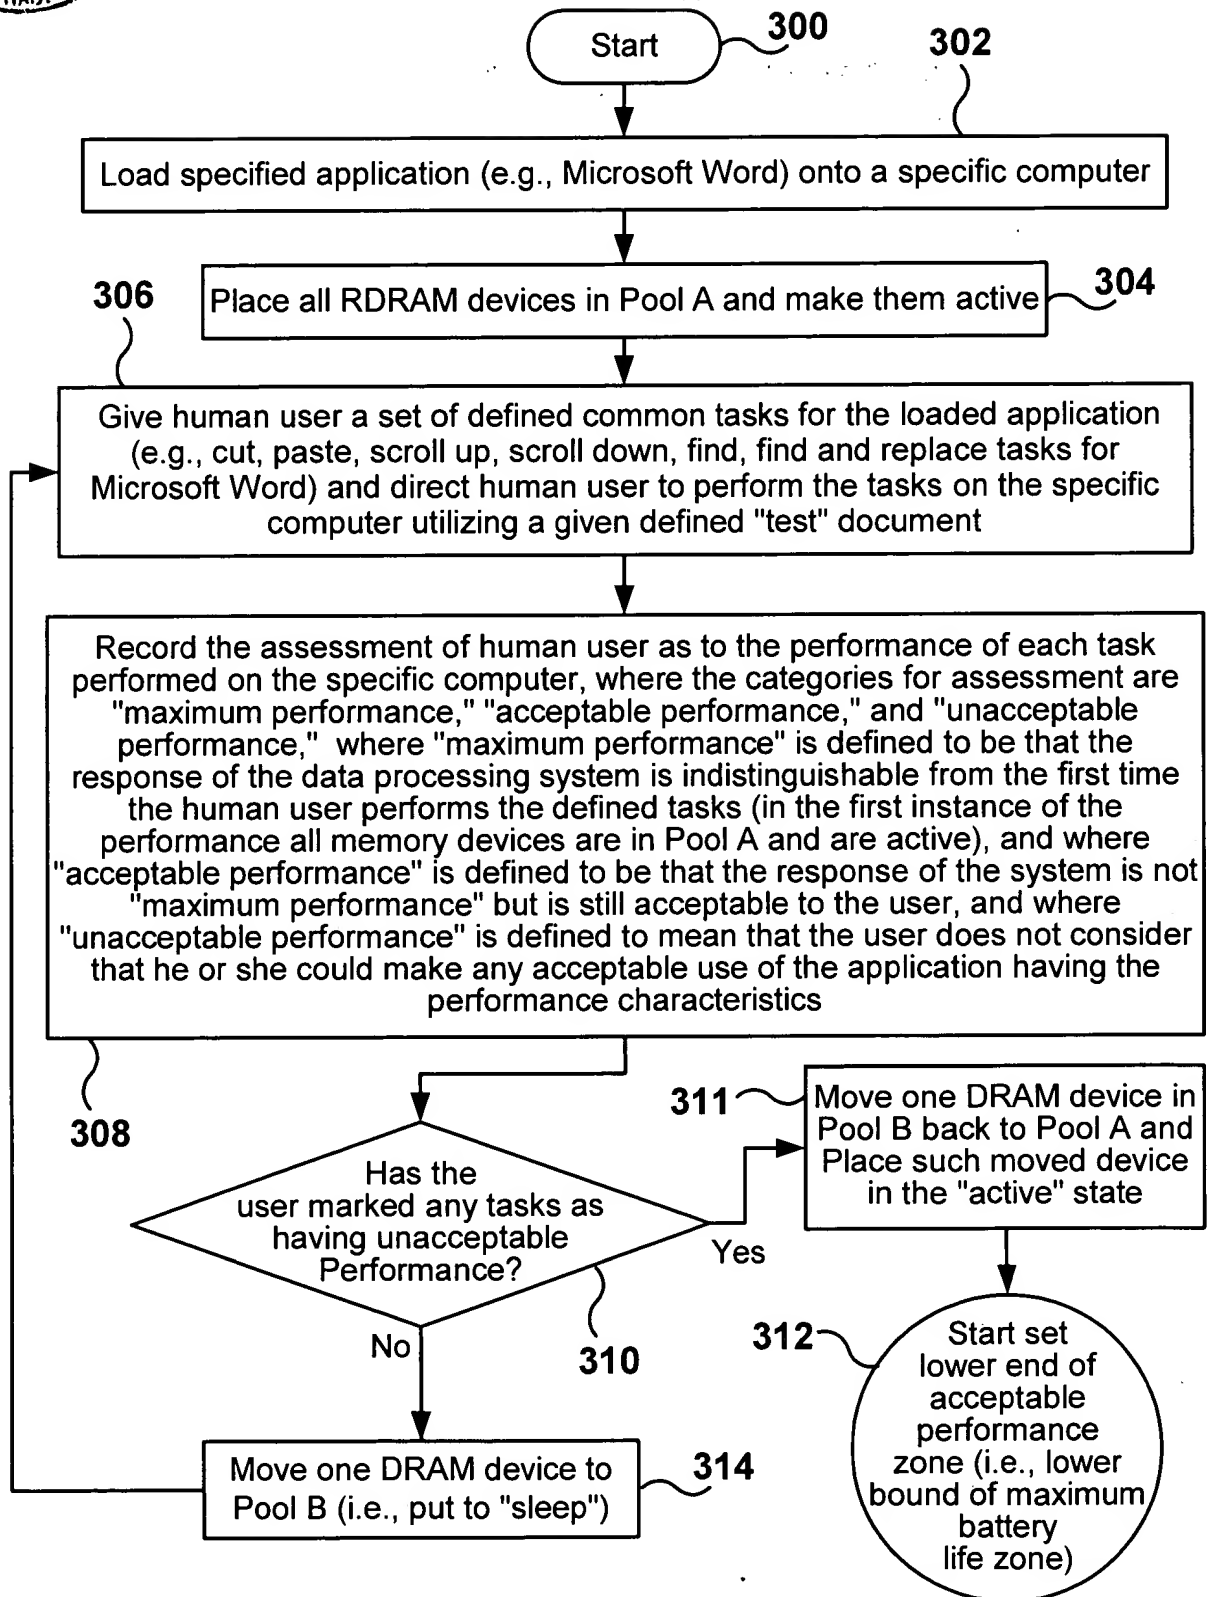 Start
300
302
Load specified application (e.g., Microsoft Word) onto a specific computer
306
Place all RDRAM devices in Pool A and make them active
304
Give human user a set of defined common tasks for the loaded application
(e.g., cut, paste, scroll up, scroll down, find, find and replace tasks for
Microsoft Word) and direct human user to perform the tasks on the specific
computer utilizing a given defined "test" document
Record the assessment of human user as to the performance of each task
performed on the specific computer, where the categories for assessment are
"maximum performance," "acceptable performance," and "unacceptable
performance," where "maximum performance" is defined to be that the
response of the data processing system is indistinguishable from the first time
the human user performs the defined tasks (in the first instance of the
performance all memory devices are in Pool A and are active), and where
"acceptable performance" is defined to be that the response of the system is not
"maximum performance" but is still acceptable to the user, and where
"unacceptable performance" is defined to mean that the user does not consider
that he or she could make any acceptable use of the application having the
performance characteristics
308
311
Move one DRAM device in
Pool B back to Pool A and
Place such moved device
in the "active" state
Has the
user marked any tasks as
having unacceptable
Performance?
Yes
No
310
312
Start set
lower end of
acceptable
performance
zone (i.e., lower
bound of maximum
battery
life zone)
Move one DRAM device to
Pool B (i.e., put to "sleep")
314